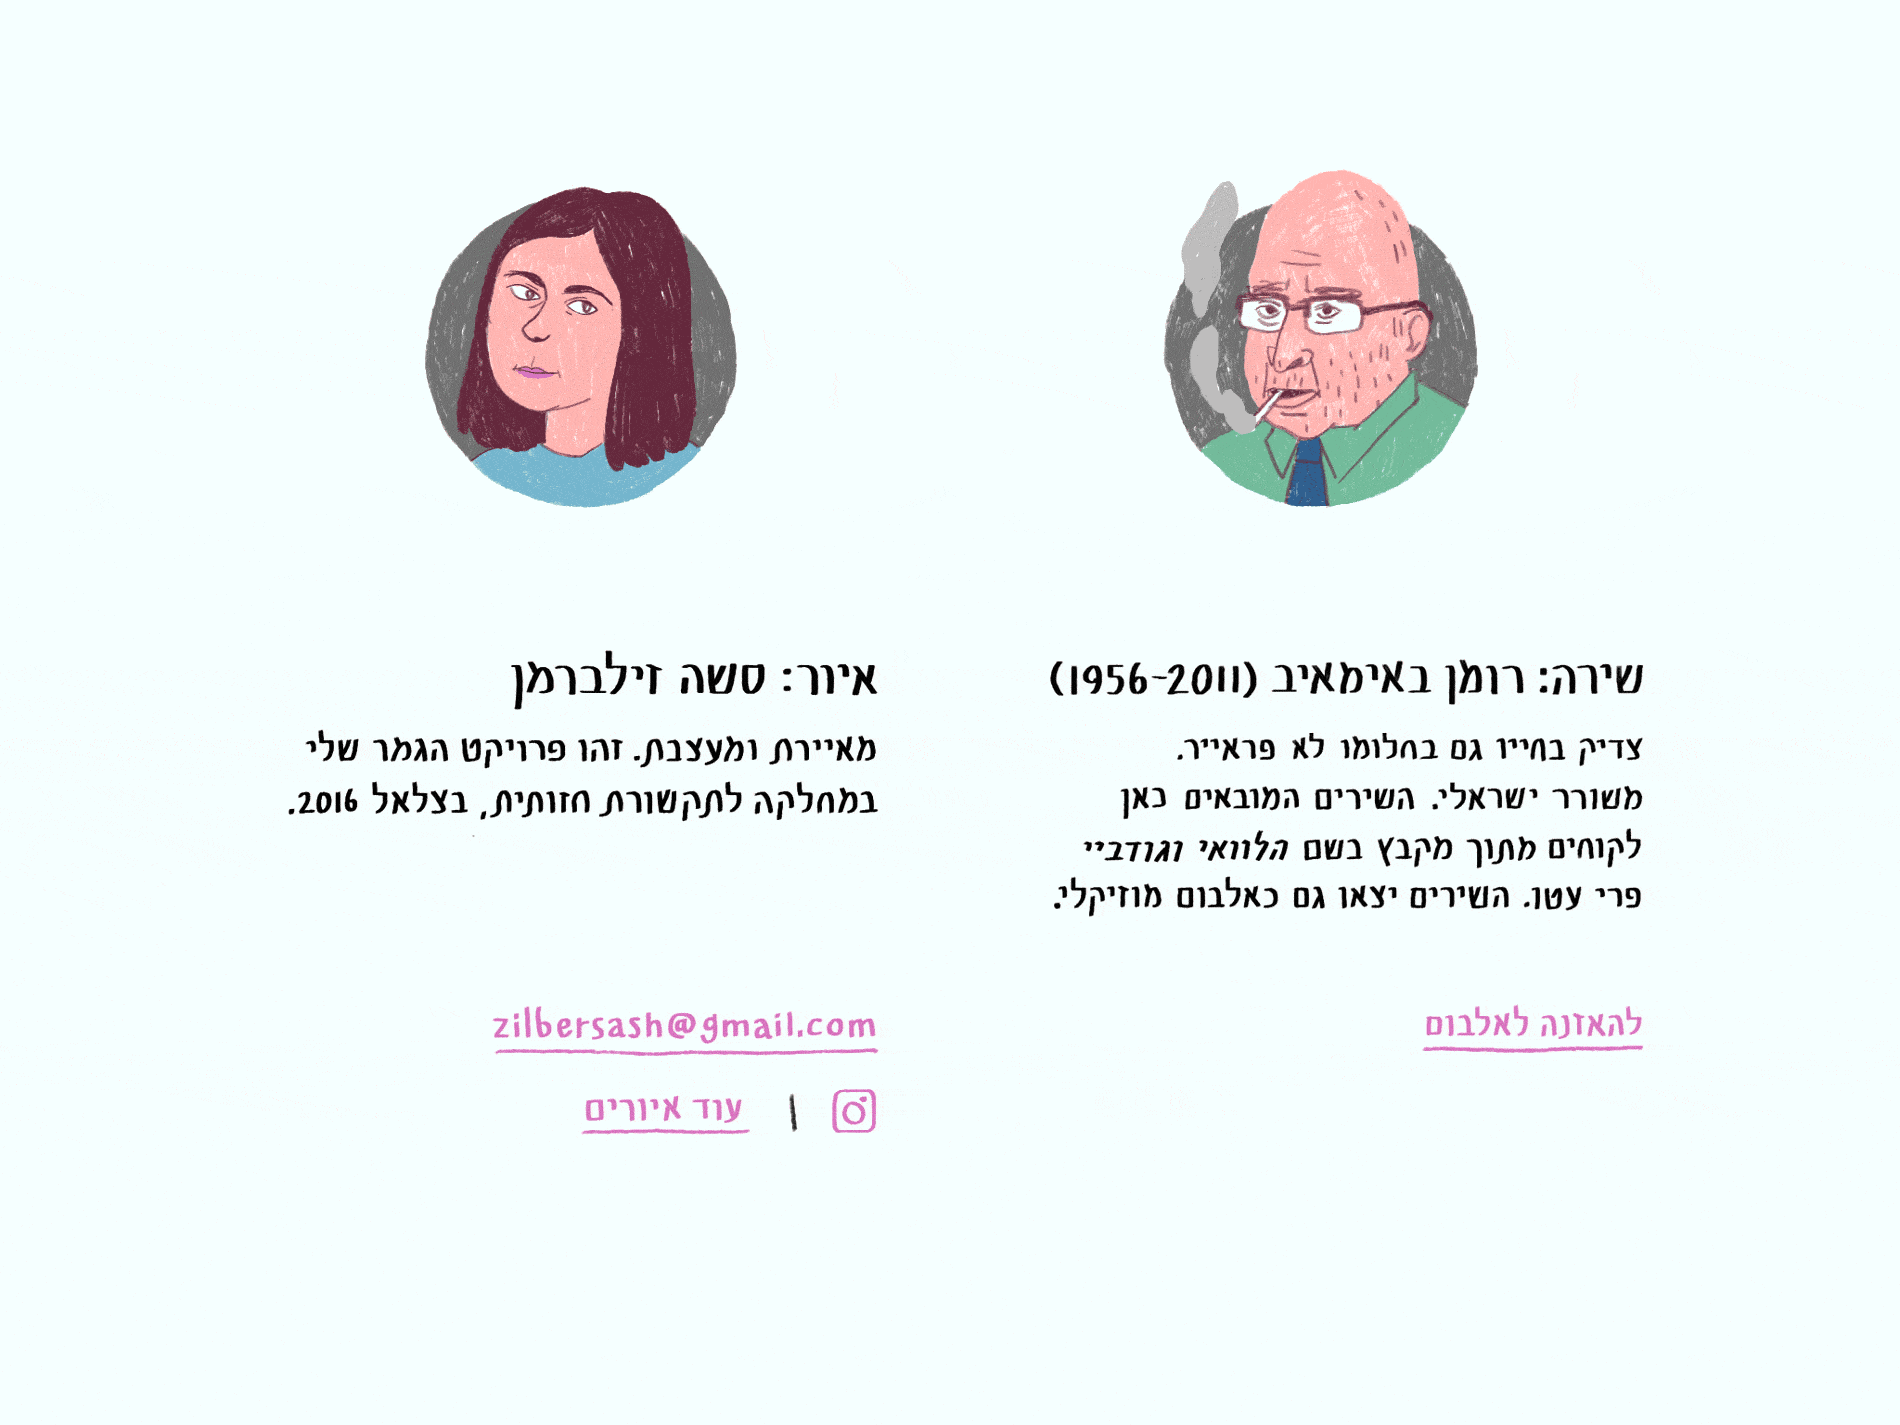 שירה: רומן באימאיב (1956-2011)
צדיק בחייו גם בחלומו לא פראייר.
משורר ישראלי. השירים המובאים כאן
לקוחים מתוך מקבץ בשם הלוואי וגודביי
פרי עטו. השירים יצאו גם כאלבום מוזיקלי.
להאזנה לאלבום
איור: סשה זילברמן
מאיירת ומעצבת. זהו פרויקט הגמר שלי
במחלקה לתקשורת חזותית, בצלאל 2016.
zilbersash@gmail.com
| עוד איורים